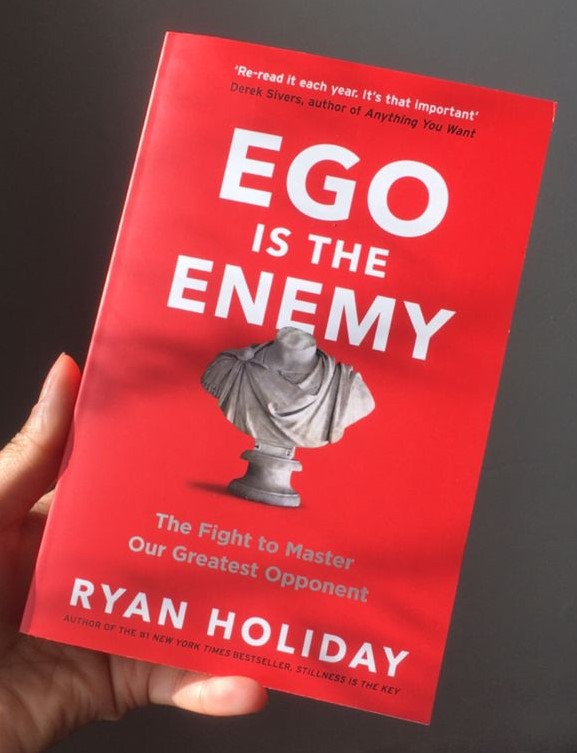 'Re-read it each year. It's that important'
Derek Sivers, author of Anything You Want
EGO
IS THE
ENEMY
The Fight to Master
Our Greatest Opponent
RYAN HOLIDAY
AUTHOR OF THE #1 NEW YORK TIMES BESTSELLER, STILLNESS IS THE KEY